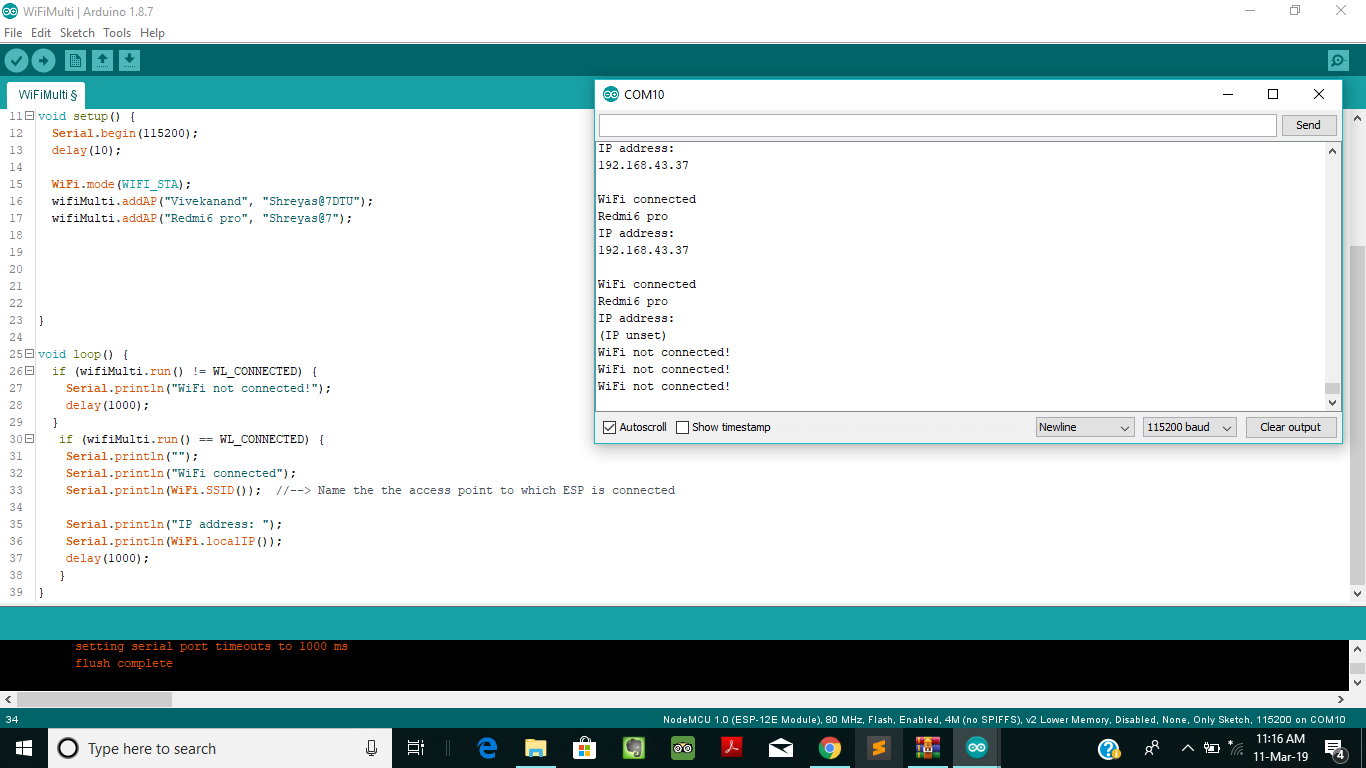 WiFiMulti | Arduino 1.8.7
File Edit Sketch Tools Help
WiFiMulti §
11 void setup() {
12 Serial.begin(115200);
13 delay(10);
14
15 WiFi.mode(WIFI_STA);
16 wifiMulti.addAP("Vivekanand", "Shreyas@7DTU");
17 wifiMulti.addAP("Redmi6 pro", "Shreyas@7");
18
19
20
21
22
23 }
24
25 void loop() {
26 if (wifiMulti.run() != WL_CONNECTED) {
27 Serial.println("WiFi not connected!");
28 delay(1000);
29 }
30 if (wifiMulti.run() == WL_CONNECTED) {
31 Serial.println("");
32 Serial.println("WiFi connected");
33 Serial.println(WiFi.SSID()); //--> Name the the access point to which ESP is connected
34
35 Serial.println("IP address: ");
36 Serial.println(WiFi.localIP());
37 delay(1000);
38 }
39 }
COM10
Send
IP address:
192.168.43.37
WiFi connected
Redmi6 pro
IP address:
192.168.43.37
WiFi connected
Redmi6 pro
IP address:
(IP unset)
WiFi not connected!
WiFi not connected!
WiFi not connected!
Autoscroll Show timestamp Newline 115200 baud Clear output
setting serial port timeouts to 1000 ms
flush complete
34 NodeMCU 1.0 (ESP-12E Module), 80 MHz, Flash, Enabled, 4M (no SPIFFS), v2 Lower Memory, Disabled, None, Only Sketch, 115200 on COM10
Type here to search
11:16 AM
11-Mar-19
4